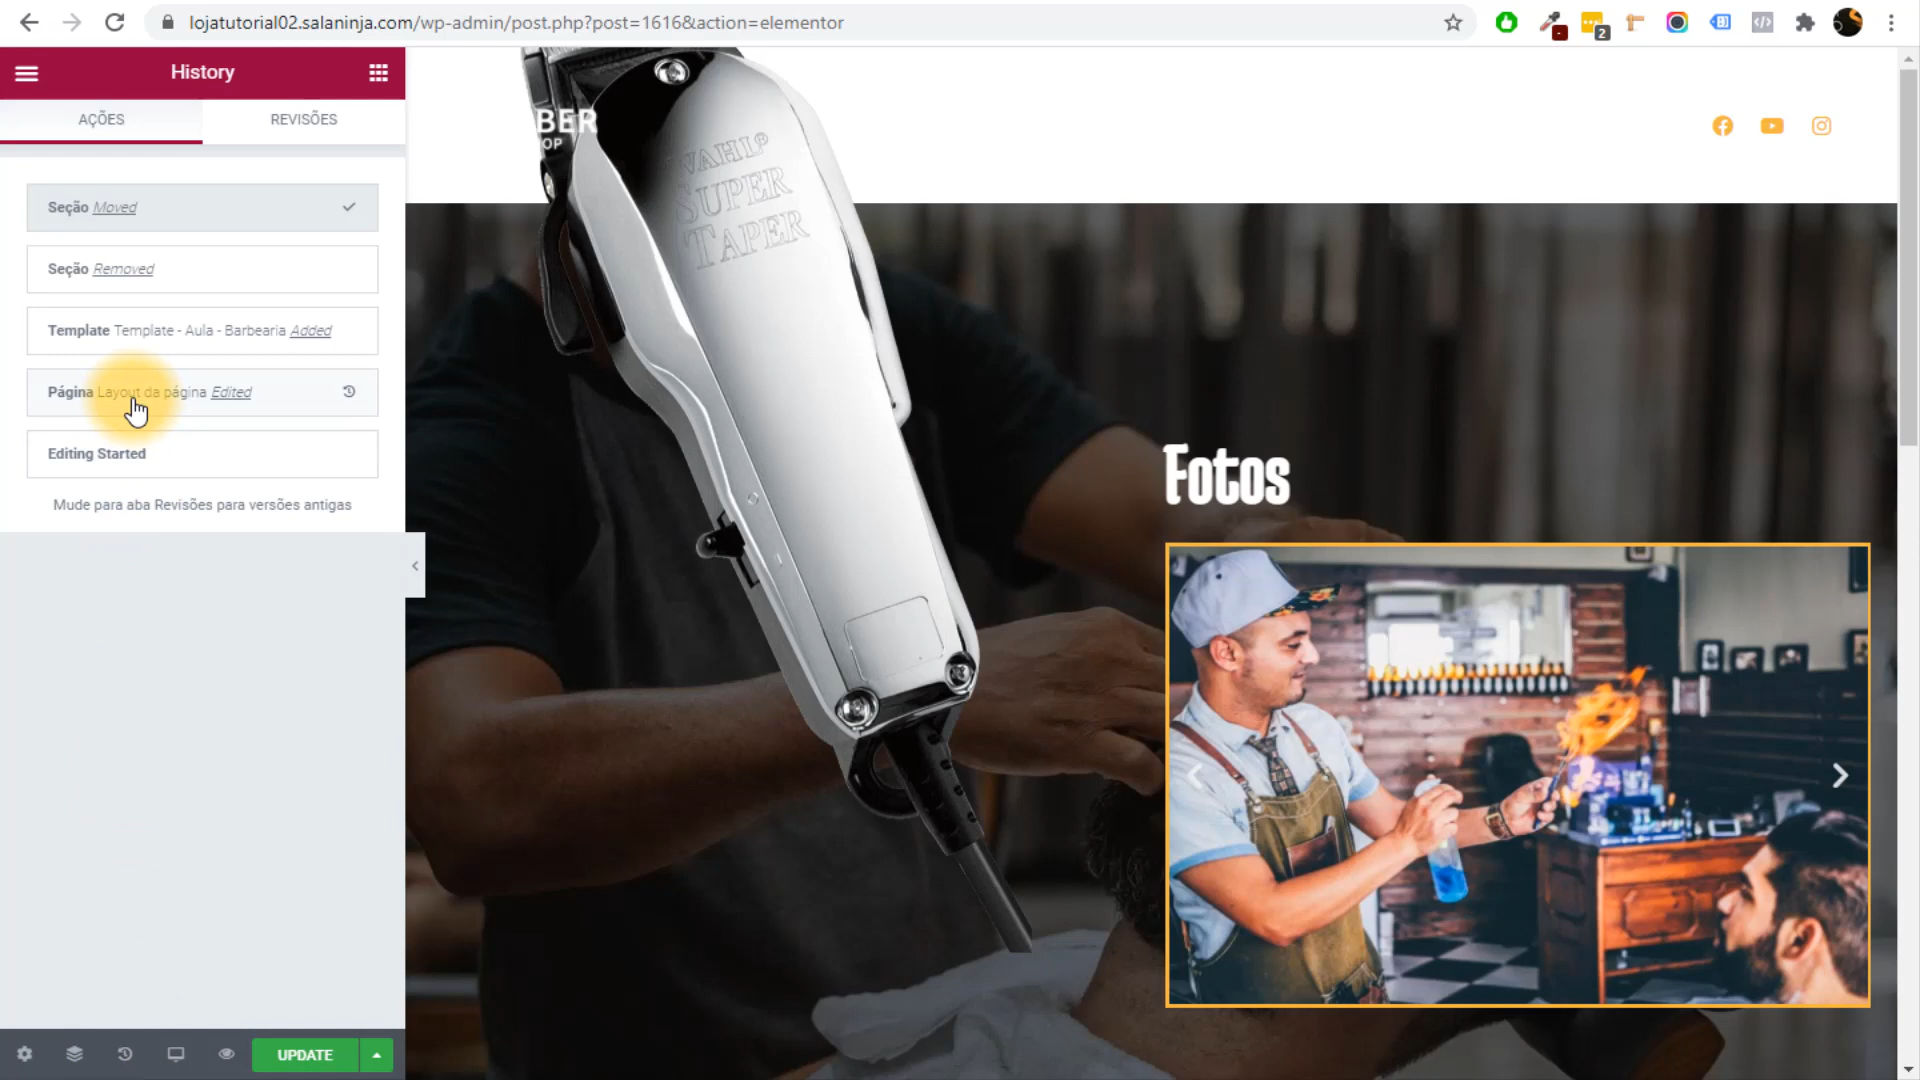 lojatutorial02.salaninja.com/wp-admin/post.php?post=1616&action=elementor
2
History
AÇÕES
REVISÕES
Seção Moved
Seção Removed
Template Template - Aula - Barbearia Added
Página Layout da página Edited
Editing Started
Mude para aba Revisões para versões antigas
UPDATE
BER
OP
WAHL®
SUPER
TAPER
Fotos